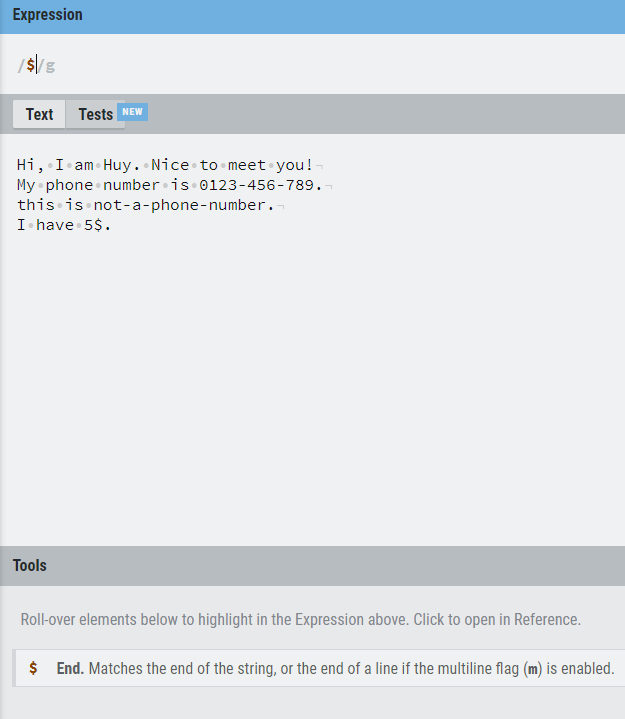 Expression
/$/g
Text Tests NEW
Hi, I am Huy. Nice to meet you!¬
My phone number is 0123-456-789.¬
this is not-a-phone-number.¬
I have 5$.
Tools
Roll-over elements below to highlight in the Expression above. Click to open in Reference.
$ End. Matches the end of the string, or the end of a line if the multiline flag (m) is enabled.